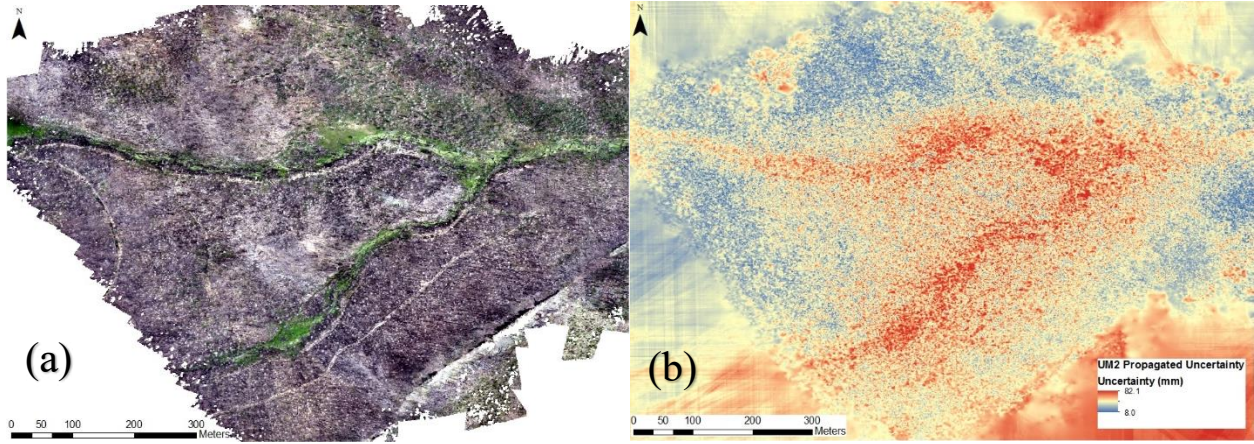 N
(a)
0 50 100 200 300
Meters
N
(b)
UM2 Propagated Uncertainty
Uncertainty (mm)
82.1
8.0
0 50 100 200 300
Meters